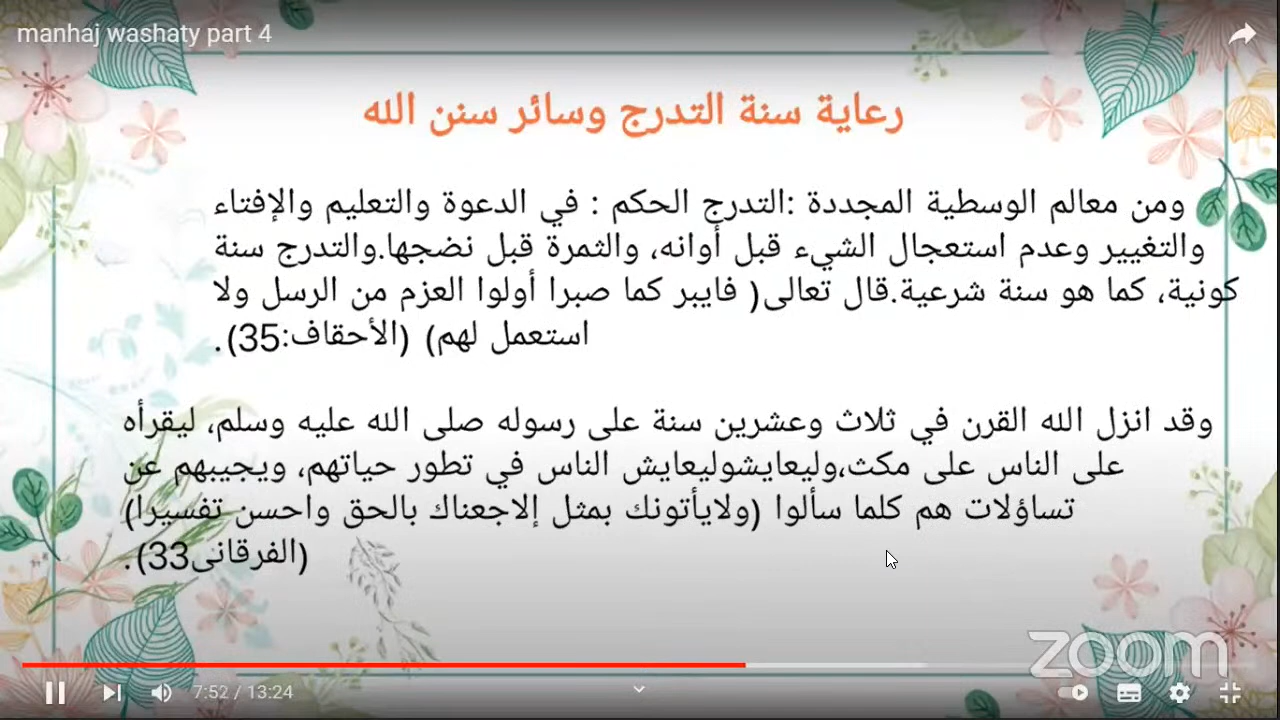 manhaj washaty part 4
رعاية سنة التدرج وسائر سنن الله
ومن معالم الوسطية المجددة :التدرج الحكم : في الدعوة والتعليم والإفتاء
والتغيير وعدم استعجال الشيء قبل أوانه، والثمرة قبل نضجها.والتدرج سنة
كونية، كما هو سنة شرعية.قال تعالى( فايبر كما صبرا أولوا العزم من الرسل ولا
استعمل لهم) (الأحقاف:35).
وقد انزل الله القرن في ثلاث وعشرين سنة على رسوله صلى الله عليه وسلم، ليقرأه
على الناس على مكث،وليعايشوليعايش الناس في تطور حياتهم، ويجيبهم عن
تساؤلات هم كلما سألوا (ولايأتونك بمثل إلاجعناك بالحق واحسن تفسيرا)
(الفرقانى33).
zoom
7:52 / 13:24